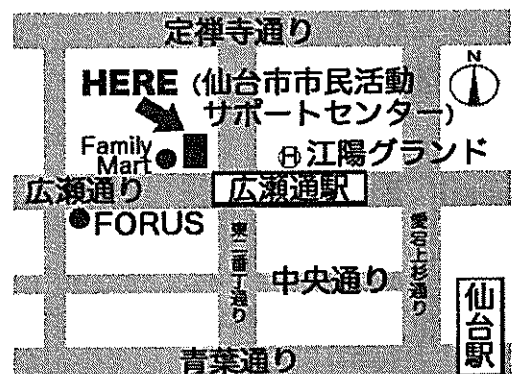 定禅寺通り
N
HERE (仙台市市民活動
サポートセンター)
Family
Mart
江陽グランド
広瀬通り
広瀬通駅
FORUS
東二番丁通り
愛宕上杉通り
中央通り
仙台駅
青葉通り